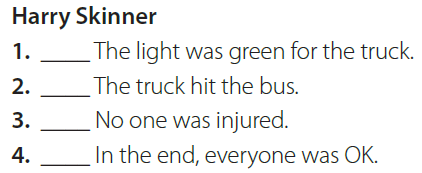 Harry Skinner
1. _____ The light was green for the truck.
2. _____ The truck hit the bus.
3. _____ No one was injured.
4. _____ In the end, everyone was OK.